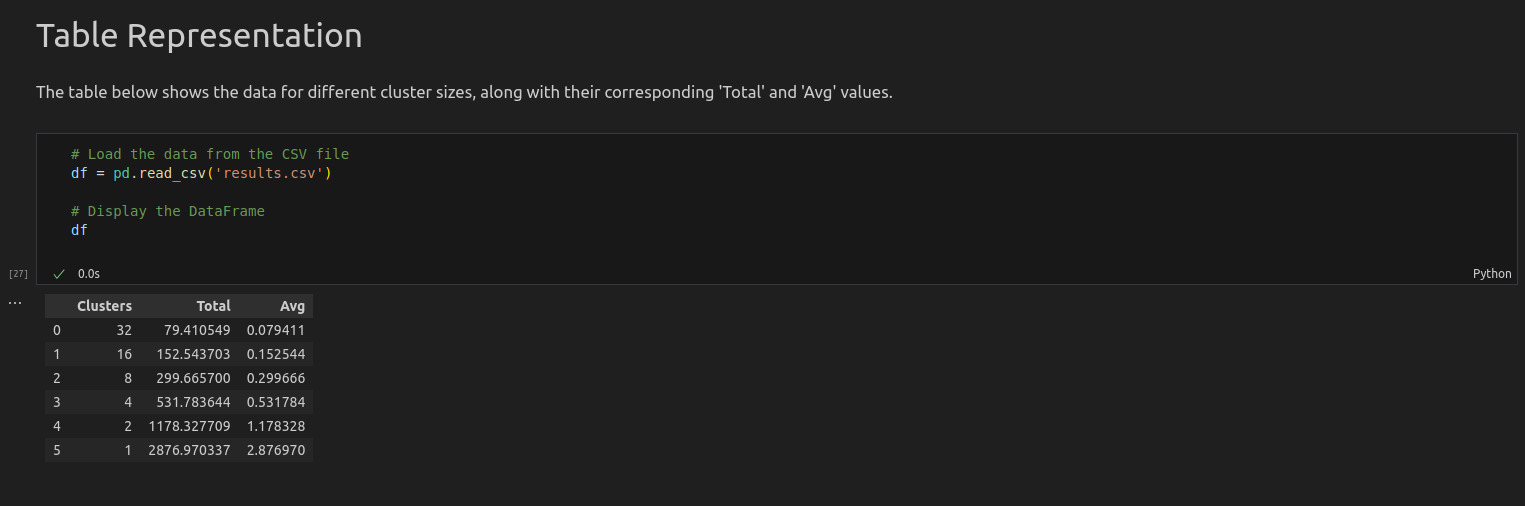 Table Representation
The table below shows the data for different cluster sizes, along with their corresponding 'Total' and 'Avg' values.
# Load the data from the CSV file
df = pd.read_csv('results.csv')
# Display the DataFrame
df
[27] ✓ 0.0s Python
... Clusters Total Avg
0 32 79.410549 0.079411
1 16 152.543703 0.152544
2 8 299.665700 0.299666
3 4 531.783644 0.531784
4 2 1178.327709 1.178328
5 1 2876.970337 2.876970